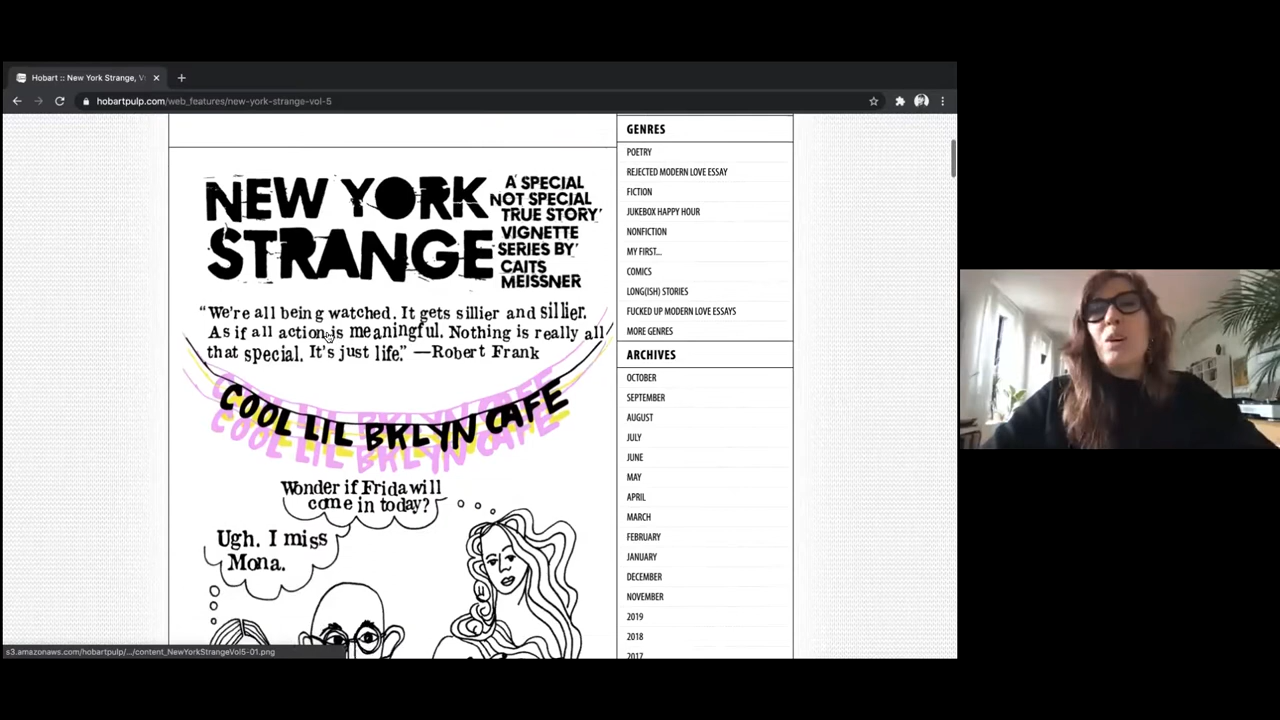 Hobart :: New York Strange, V
hobartpulp.com/web_features/new-york-strange-vol-5
NEW YORK
STRANGE
A SPECIAL
NOT SPECIAL
TRUE STORY
VIGNETTE
SERIES BY
CAITS
MEISSNER
“We're all being watched. It gets sillier and sillier.
As if all action is meaningful. Nothing is really all
that special. It's just life.” —Robert Frank
COOL LIL BKLYN CAFE
Wonder if Frida will
come in today?
Ugh. I miss
Mona.
GENRES
POETRY
REJECTED MODERN LOVE ESSAY
FICTION
JUKEBOX HAPPY HOUR
NONFICTION
MY FIRST...
COMICS
LONG(ISH) STORIES
FUCKED UP MODERN LOVE ESSAYS
MORE GENRES
ARCHIVES
OCTOBER
SEPTEMBER
AUGUST
JULY
JUNE
MAY
APRIL
MARCH
FEBRUARY
JANUARY
DECEMBER
NOVEMBER
2019
2018
2017
s3.amazonaws.com/hobartpulp/.../content_NewYorkStrangeVol5-01.png